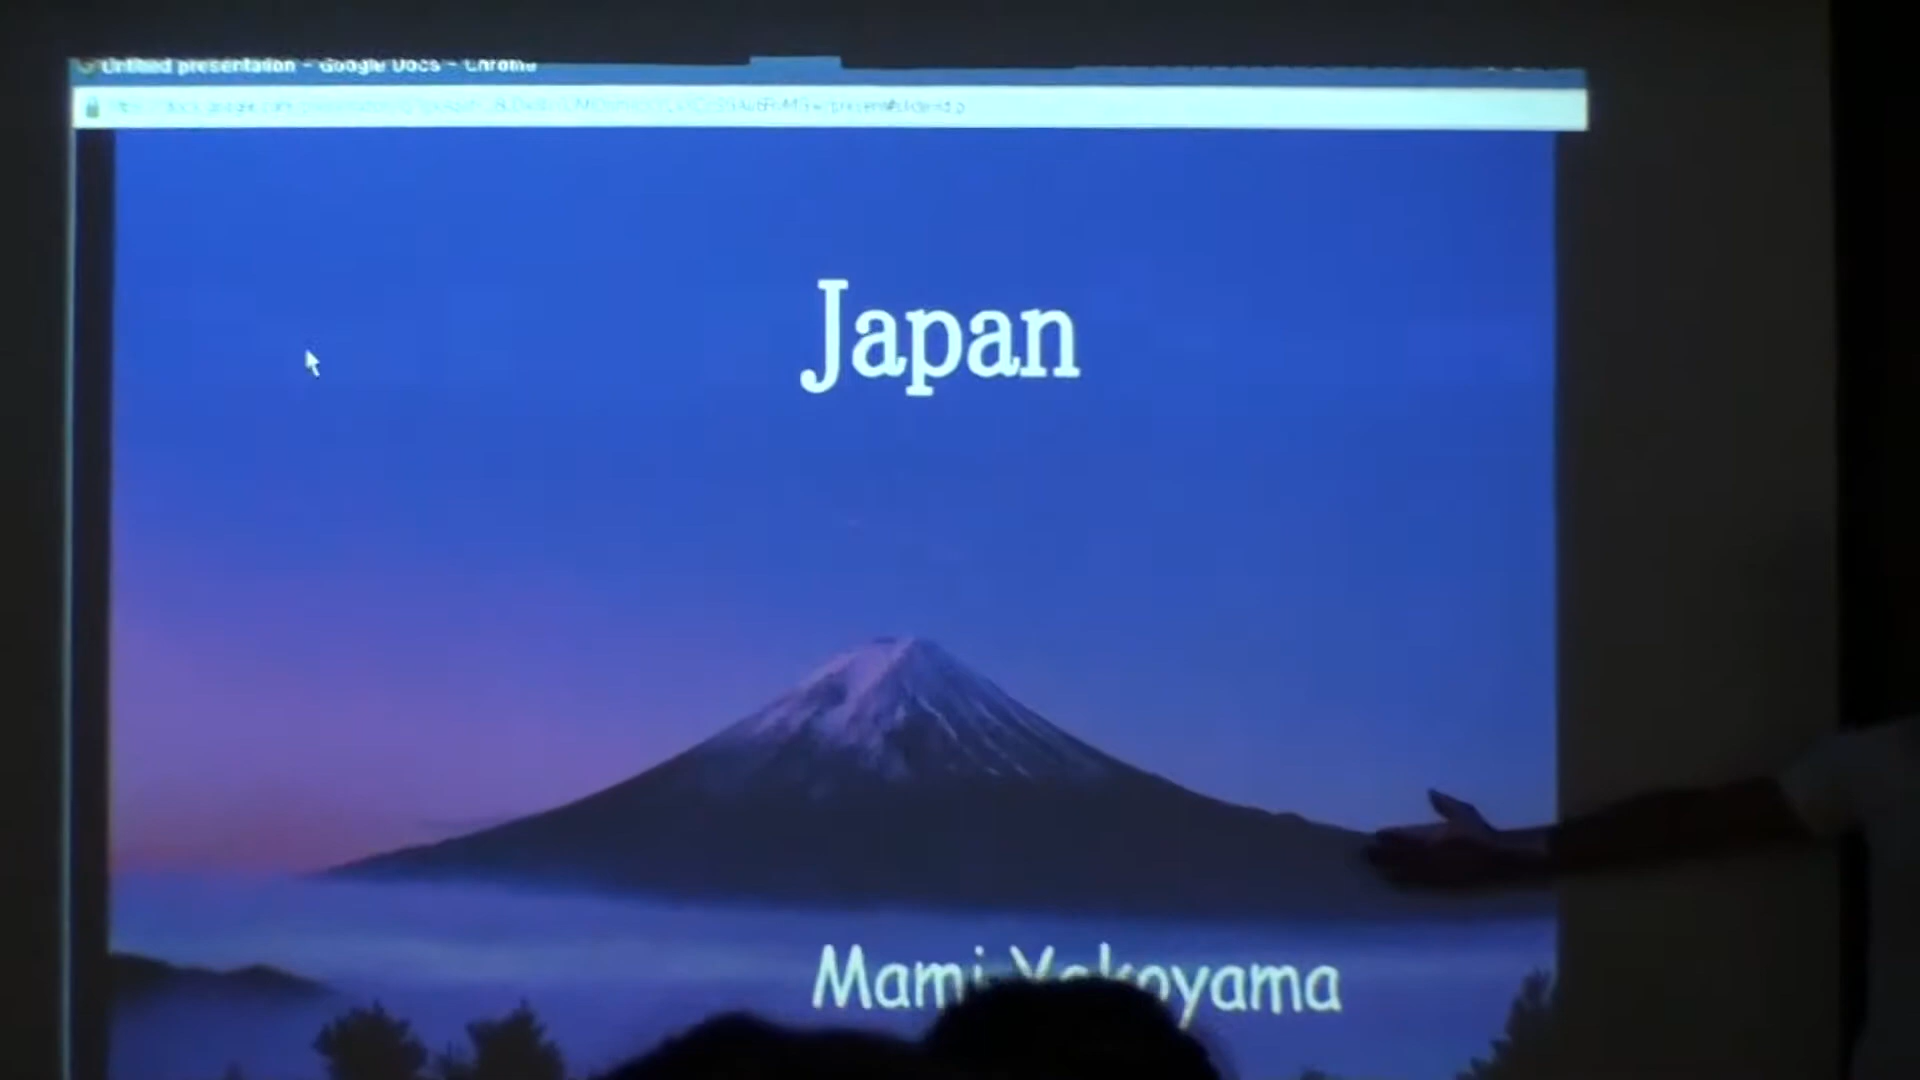 Untitled presentation - Google Docs - Chrome
Japan
Mami Yokoyama